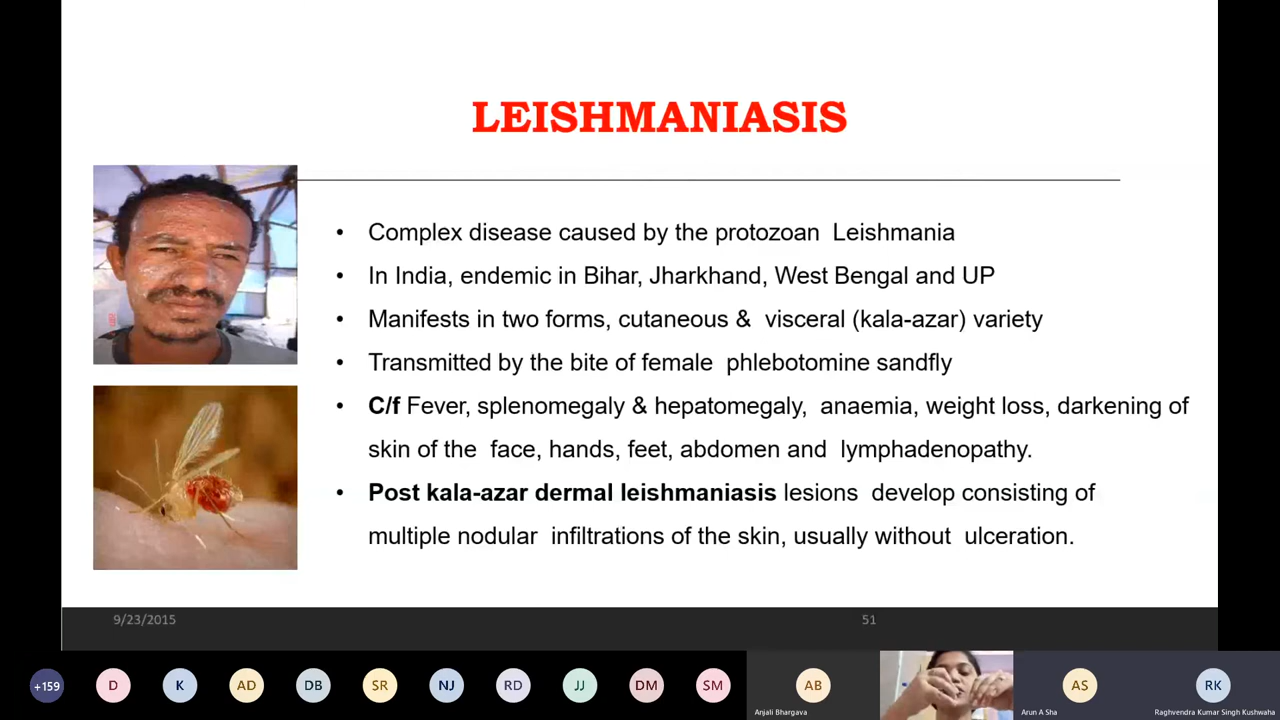 LEISHMANIASIS
• Complex disease caused by the protozoan Leishmania
• In India, endemic in Bihar, Jharkhand, West Bengal and UP
• Manifests in two forms, cutaneous & visceral (kala-azar) variety
• Transmitted by the bite of female phlebotomine sandfly
• C/f Fever, splenomegaly & hepatomegaly, anaemia, weight loss, darkening of
skin of the face, hands, feet, abdomen and lymphadenopathy.
• Post kala-azar dermal leishmaniasis lesions develop consisting of
multiple nodular infiltrations of the skin, usually without ulceration.
9/23/2015 51
+159 D K AD DB SR NJ RD JJ DM SM AB AS RK
Anjali Bhargava Arun A Sha Raghvendra Kumar Singh Kushwaha